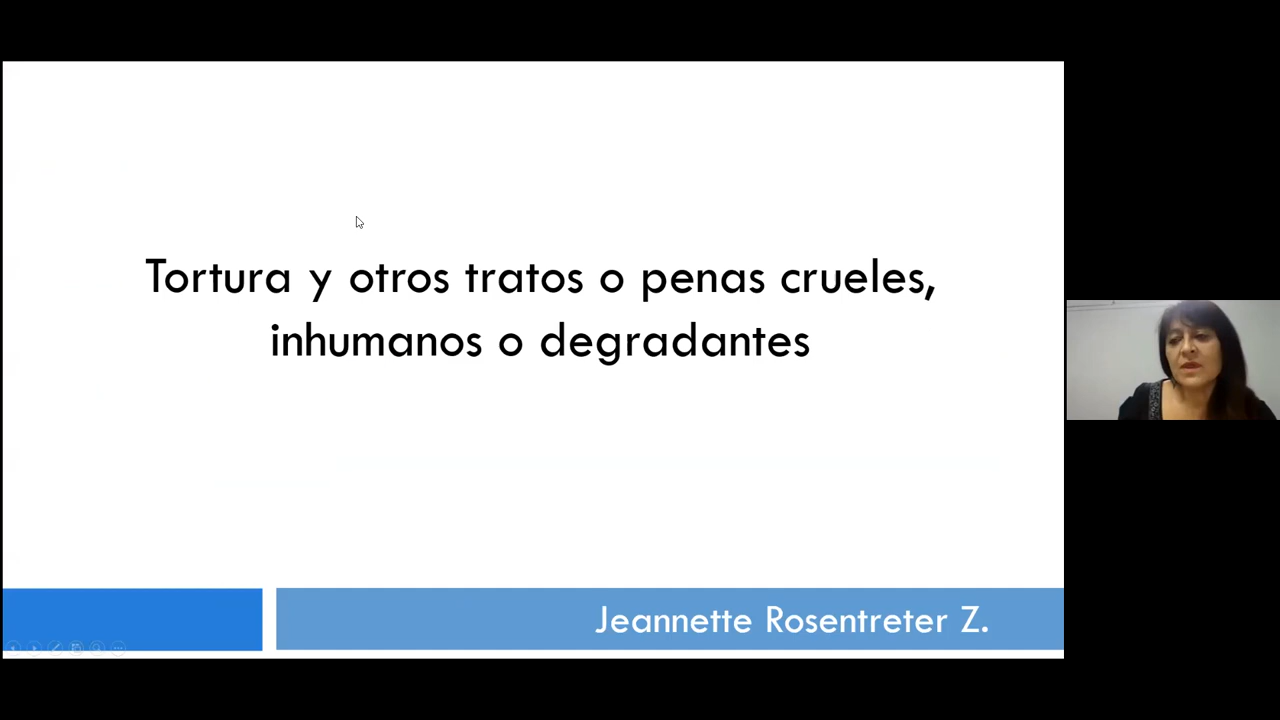 Tortura y otros tratos o penas crueles,
inhumanos o degradantes
Jeannette Rosentreter Z.